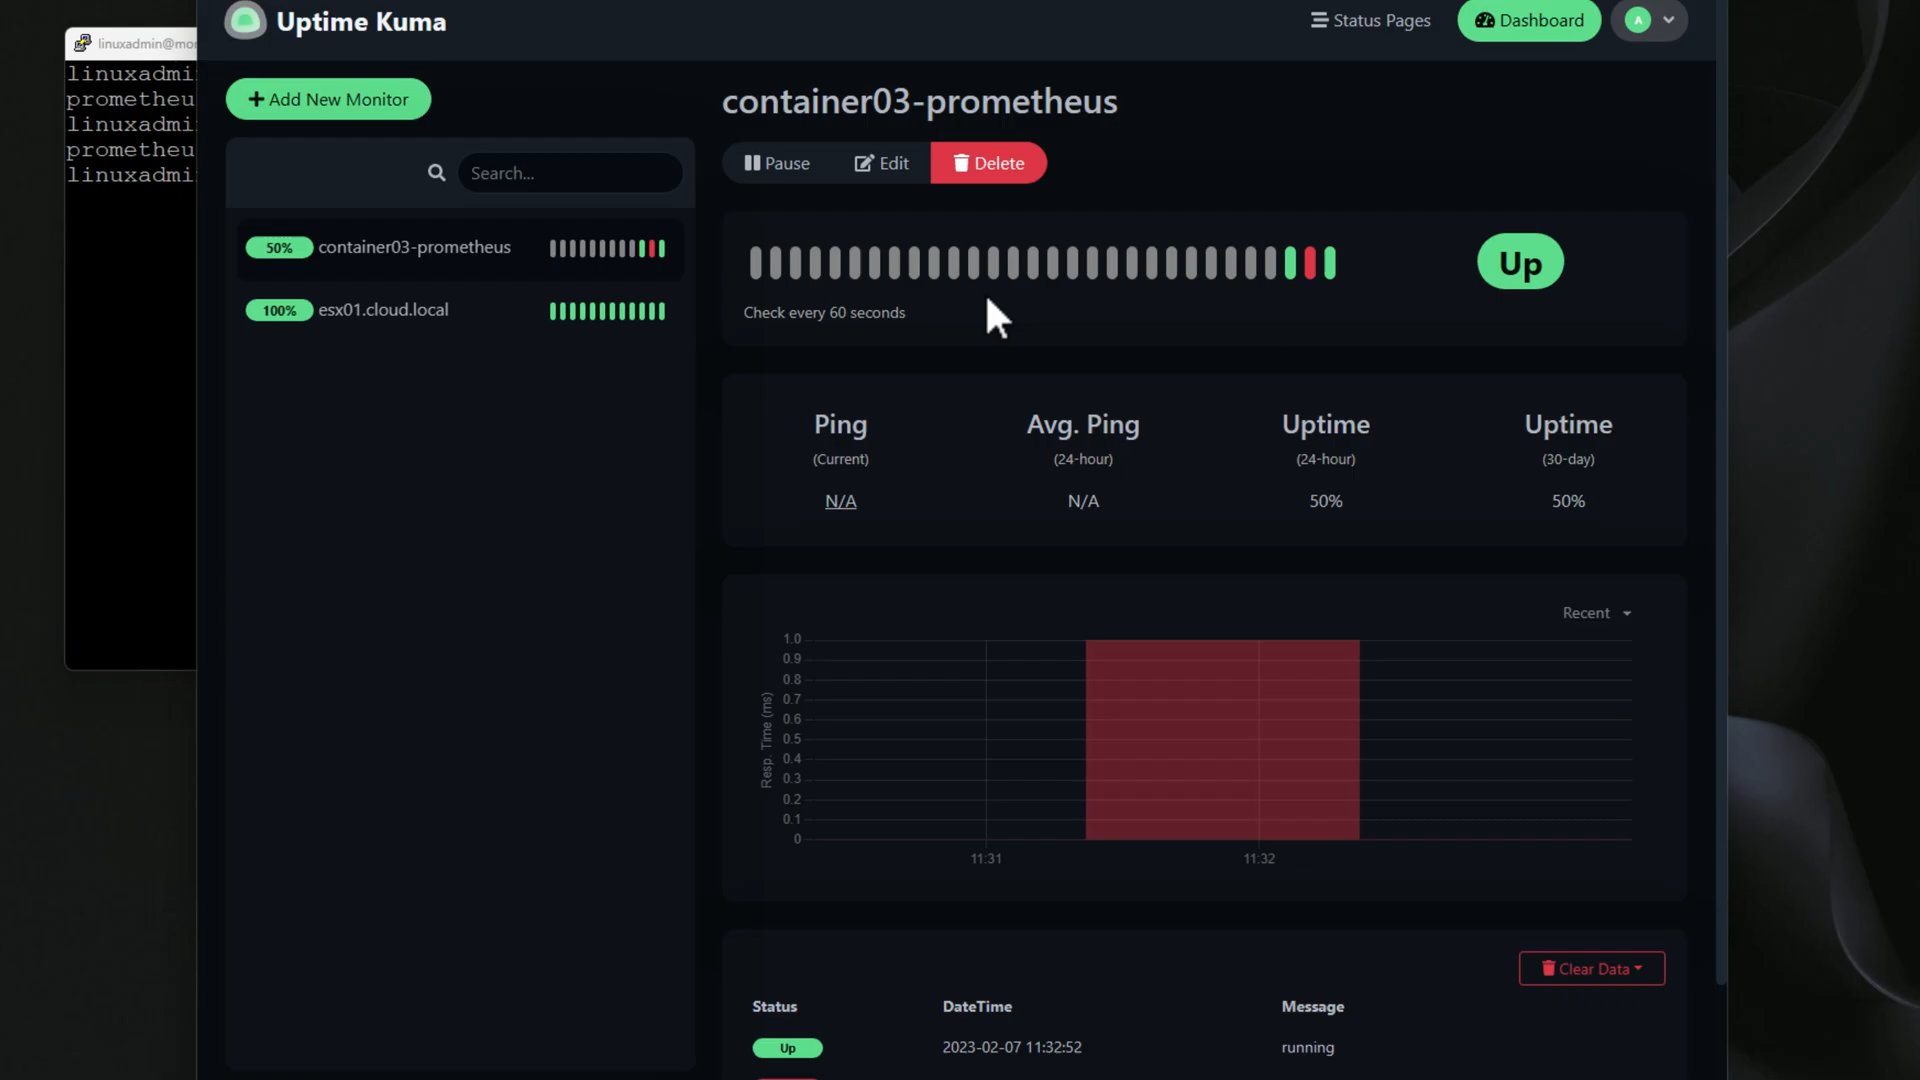 linuxadmin@mo
linuxadmi
prometheu
linuxadmi
prometheu
linuxadmi
Uptime Kuma
Status Pages
Dashboard
A
Add New Monitor
Search...
50% container03-prometheus
100% esx01.cloud.local
container03-prometheus
Pause Edit Delete
Up
Check every 60 seconds
Ping Avg. Ping Uptime Uptime
(Current) (24-hour) (24-hour) (30-day)
N/A N/A 50% 50%
Recent
Resp. Time (ms)
1.0
0.9
0.8
0.7
0.6
0.5
0.4
0.3
0.2
0.1
0
11:31 11:32
Clear Data
Status DateTime Message
Up 2023-02-07 11:32:52 running